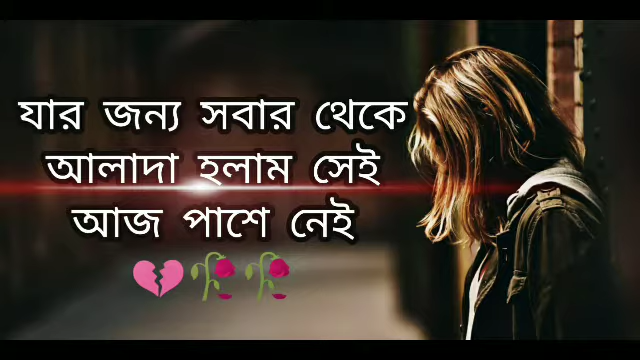 যার জন্য সবার থেকে
আলাদা হলাম সেই
আজ পাশে নেই
💔🥀🥀